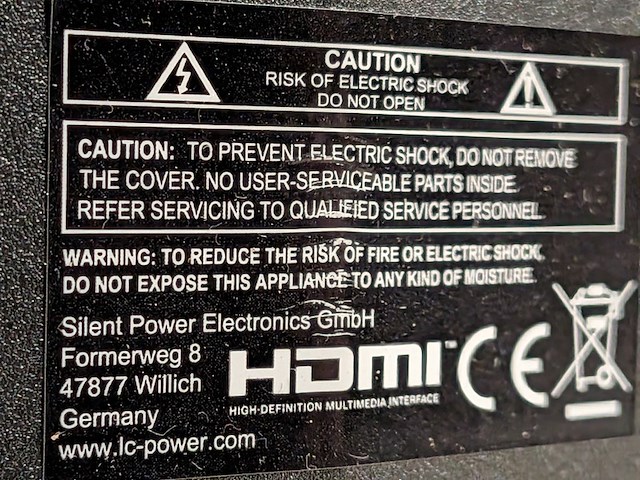 CAUTION
RISK OF ELECTRIC SHOCK
DO NOT OPEN
CAUTION: TO PREVENT ELECTRIC SHOCK, DO NOT REMOVE
THE COVER. NO USER-SERVICEABLE PARTS INSIDE.
REFER SERVICING TO QUALIFIED SERVICE PERSONNEL.
WARNING: TO REDUCE THE RISK OF FIRE OR ELECTRIC SHOCK,
DO NOT EXPOSE THIS APPLIANCE TO ANY KIND OF MOISTURE.
Silent Power Electronics GmbH
Formerweg 8
47877 Willich
Germany
www.lc-power.com
HDMI™
HIGH-DEFINITION MULTIMEDIA INTERFACE
CE